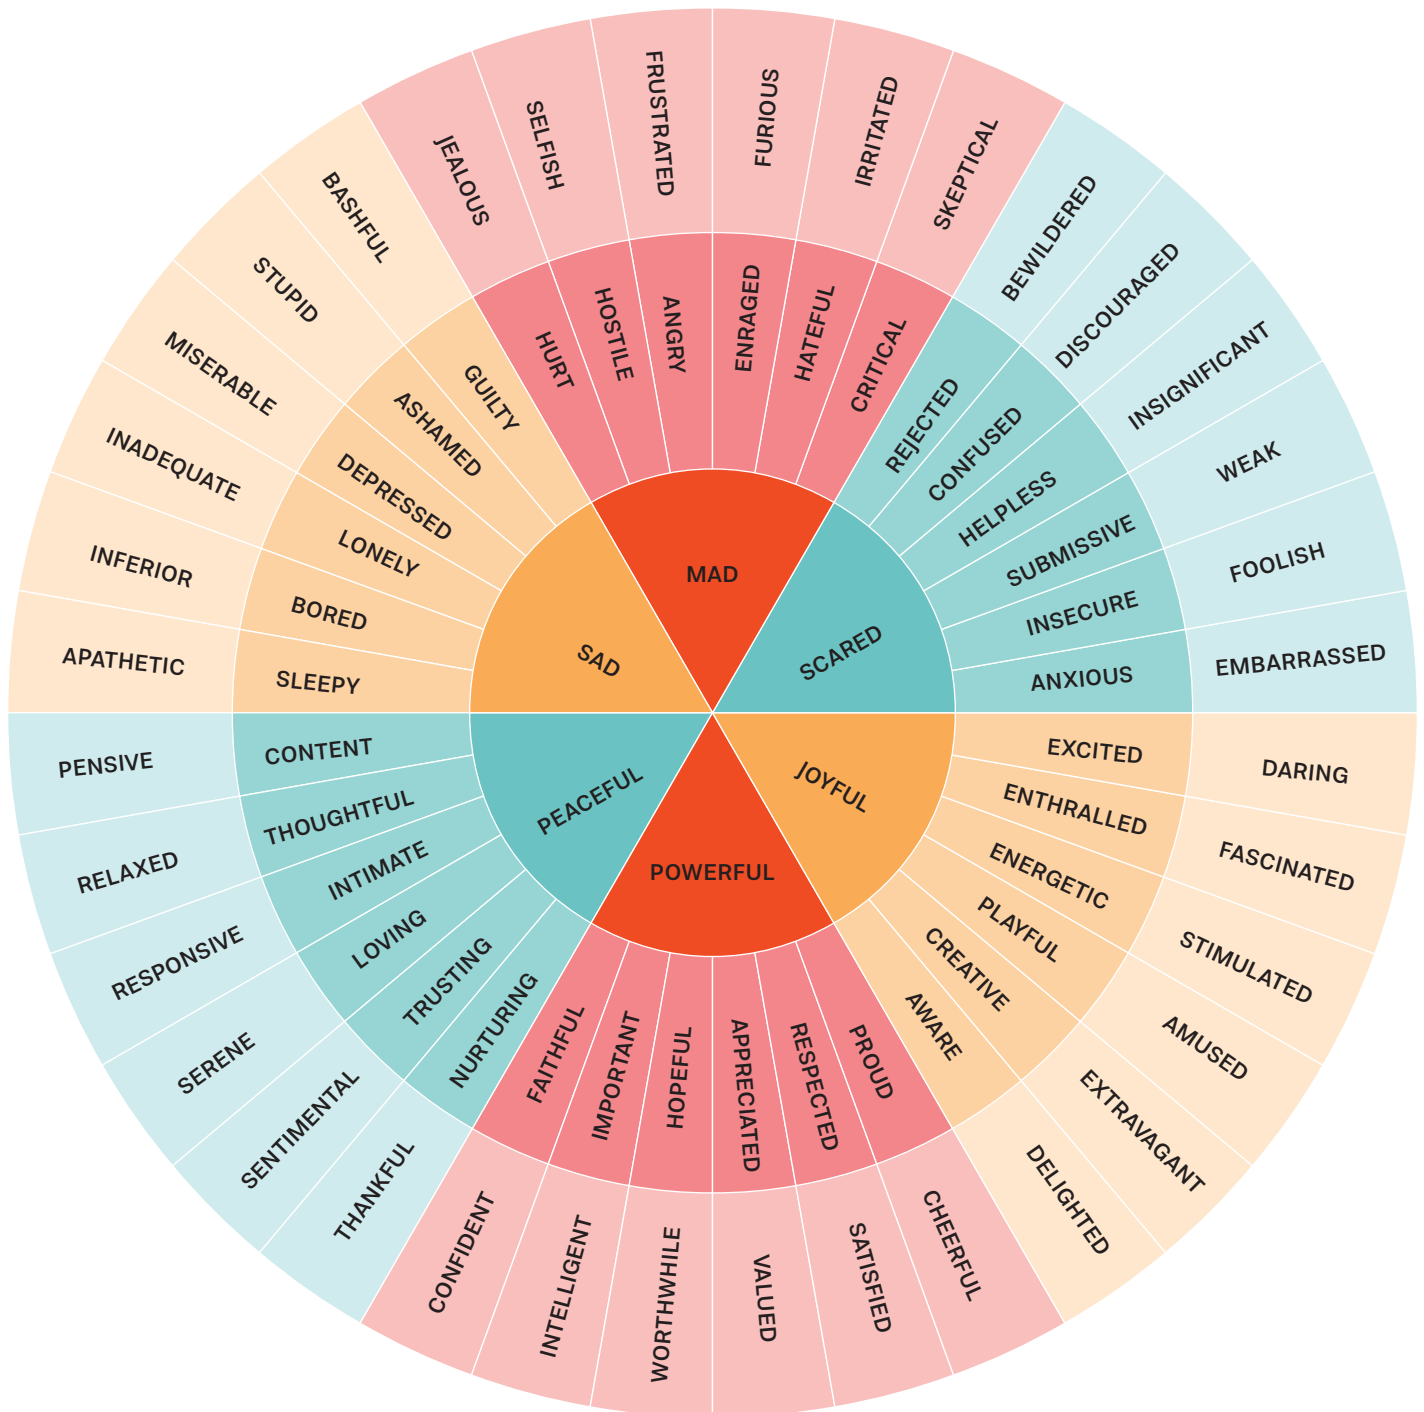 MAD
SCARED
JOYFUL
POWERFUL
PEACEFUL
SAD
HURT
HOSTILE
ANGRY
ENRAGED
HATEFUL
CRITICAL
REJECTED
CONFUSED
HELPLESS
SUBMISSIVE
INSECURE
ANXIOUS
EXCITED
ENTHRALLED
ENERGETIC
PLAYFUL
CREATIVE
AWARE
PROUD
RESPECTED
APPRECIATED
HOPEFUL
IMPORTANT
FAITHFUL
NURTURING
TRUSTING
LOVING
INTIMATE
THOUGHTFUL
CONTENT
SLEEPY
BORED
LONELY
DEPRESSED
ASHAMED
GUILTY
JEALOUS
SELFISH
FRUSTRATED
FURIOUS
IRRITATED
SKEPTICAL
BEWILDERED
DISCOURAGED
INSIGNIFICANT
WEAK
FOOLISH
EMBARRASSED
DARING
FASCINATED
STIMULATED
AMUSED
EXTRAVAGANT
DELIGHTED
CHEERFUL
SATISFIED
VALUED
WORTHWHILE
INTELLIGENT
CONFIDENT
THANKFUL
SENTIMENTAL
SERENE
RESPONSIVE
RELAXED
PENSIVE
APATHETIC
INFERIOR
INADEQUATE
MISERABLE
STUPID
BASHFUL